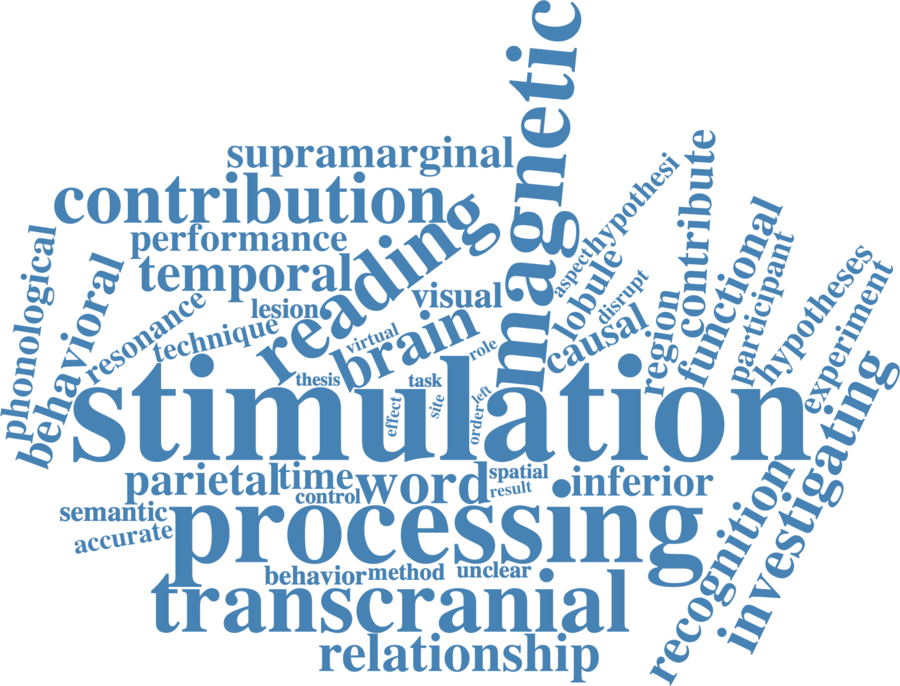 magnetic
supramarginal
contribution
performance
temporal
reading
phonological
behavioral
resonance
technique
lesion
visual
virtual
brain
aspect
hypothesi
lobule
disrupt
causal
contribute
region
functional
participant
hypotheses
experiment
role
thesis
task
effect
site
left
order
stimulation
parietal
time
control
word
spatial
result
inferior
semantic
accurate
processing
behavior
method
unclear
transcranial
relationship
recognition
investigating